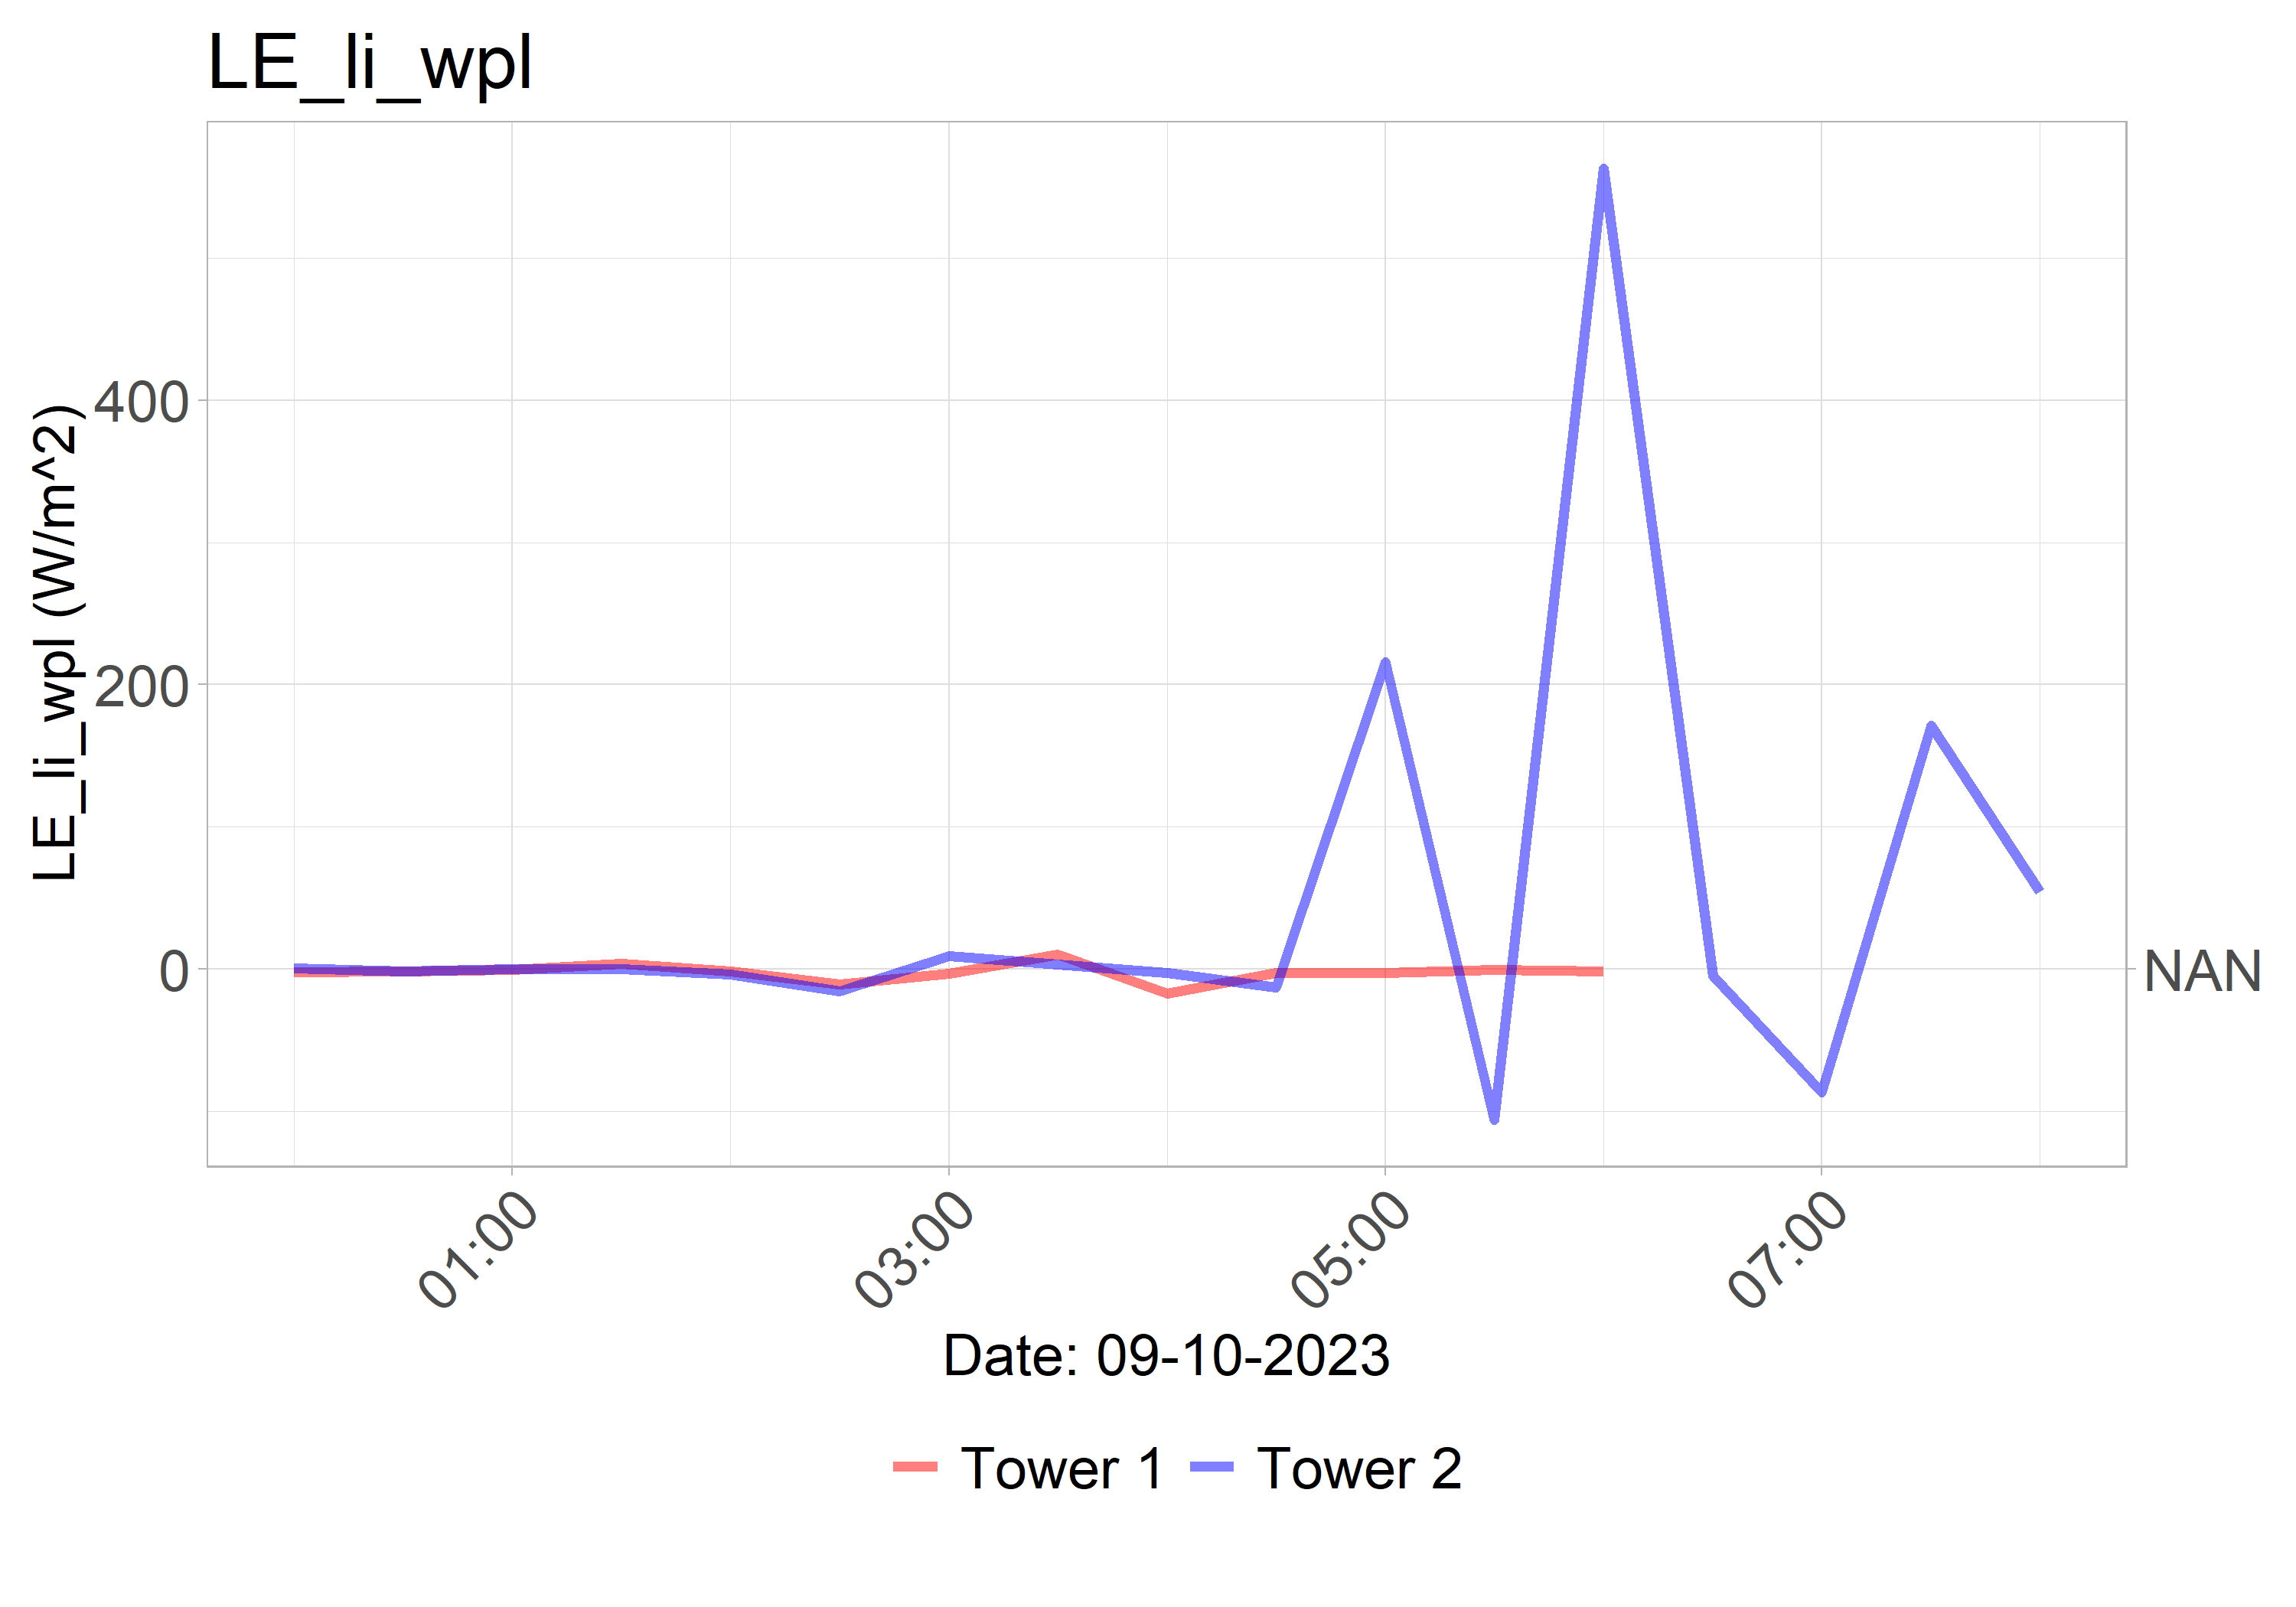 LE_li_wpl
LE_li_wpl (W/m^2)
400
200
0
NAN
01:00
03:00
05:00
07:00
Date: 09-10-2023
Tower 1
Tower 2